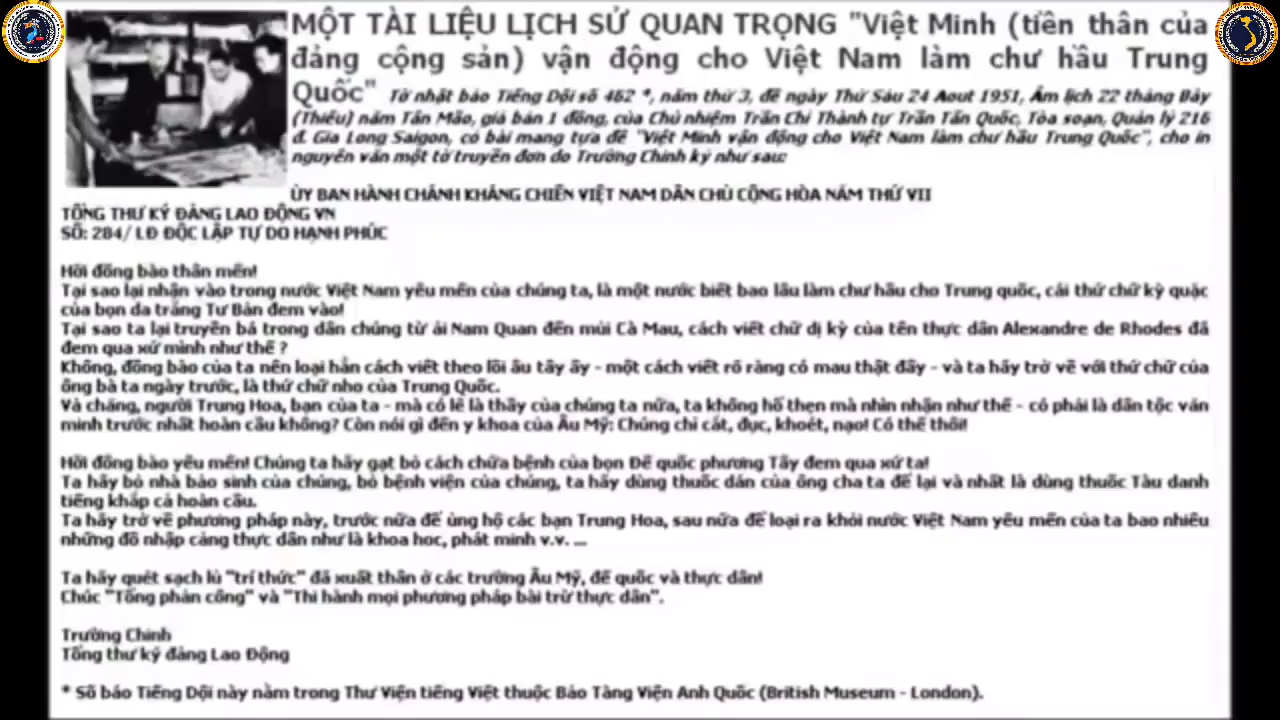 MỘT TÀI LIỆU LỊCH SỬ QUAN TRỌNG "Việt Minh (tiền thân của
đảng cộng sản) vận động cho Việt Nam làm chư hầu Trung
Quốc" Tờ nhật báo Tiếng Dội số 462 *, năm thứ 3, đề ngày Thứ Sáu 24 Aout 1951, Âm lịch 22 tháng Bảy
(Thiếu) năm Tân Mão, giá bán 1 đồng, của Chủ nhiệm Trần Chí Thành tự Trần Tấn Quốc, Tòa soạn, Quản lý 216
đ. Gia Long Saigon, có bài mang tựa đề "Việt Minh vận động cho Việt Nam làm chư hầu Trung Quốc", cho in
nguyên văn một tờ truyền đơn do Trường Chinh ký như sau:
ỦY BAN HÀNH CHÁNH KHÁNG CHIẾN VIỆT NAM DÂN CHỦ CỘNG HÒA NĂM THỨ VII
TỔNG THƯ KÝ ĐẢNG LAO ĐỘNG VN
SỐ: 284/ LĐ ĐỘC LẬP TỰ DO HẠNH PHÚC
Hỡi đồng bào thân mến!
Tại sao lại nhận vào trong nước Việt Nam yêu mến của chúng ta, là một nước biết bao lâu làm chư hầu cho Trung quốc, cái thứ chữ kỳ quặc
của bọn da trắng Tư Bản đem vào!
Tại sao ta lại truyền bá trong dân chúng từ ải Nam Quan đến mũi Cà Mau, cách viết chữ dị kỳ của tên thực dân Alexandre de Rhodes đã
đem qua xứ mình như thế ?
Không, đồng bào của ta nên loại hẳn cách viết theo lối âu tây ấy - một cách viết rõ ràng có mau thật đấy - và ta hãy trở về với thứ chữ của
ông bà ta ngày trước, là thứ chữ nho của Trung Quốc.
Vả chăng, người Trung Hoa, bạn của ta - mà có lẽ là thầy của chúng ta nữa, ta không hổ thẹn mà nhìn nhận như thế - có phải là dân tộc văn
minh trước nhất hoàn cầu không? Còn nói gì đến y khoa của Âu Mỹ: Chúng chỉ cắt, đục, khoét, nạo! Có thế thôi!
Hỡi đồng bào yêu mến! Chúng ta hãy gạt bỏ cách chữa bệnh của bọn Đế quốc phương Tây đem qua xứ ta!
Ta hãy bỏ nhà bảo sinh của chúng, bỏ bệnh viện của chúng, ta hãy dùng thuốc dán của ông cha ta để lại và nhất là dùng thuốc Tàu danh
tiếng khắp cả hoàn cầu.
Ta hãy trở về phương pháp này, trước nữa để ủng hộ các bạn Trung Hoa, sau nữa để loại ra khỏi nước Việt Nam yêu mến của ta bao nhiêu
những đồ nhập cảng thực dân như là khoa học, phát minh v.v. ...
Ta hãy quét sạch lũ "trí thức" đã xuất thân ở các trường Âu Mỹ, đế quốc và thực dân!
Chúc "Tổng phản công" và "Thi hành mọi phương pháp bài trừ thực dân".
Trường Chinh
Tổng thư ký đảng Lao Động
* Số báo Tiếng Dội này nằm trong Thư Viện tiếng Việt thuộc Bảo Tàng Viện Anh Quốc (British Museum - London).